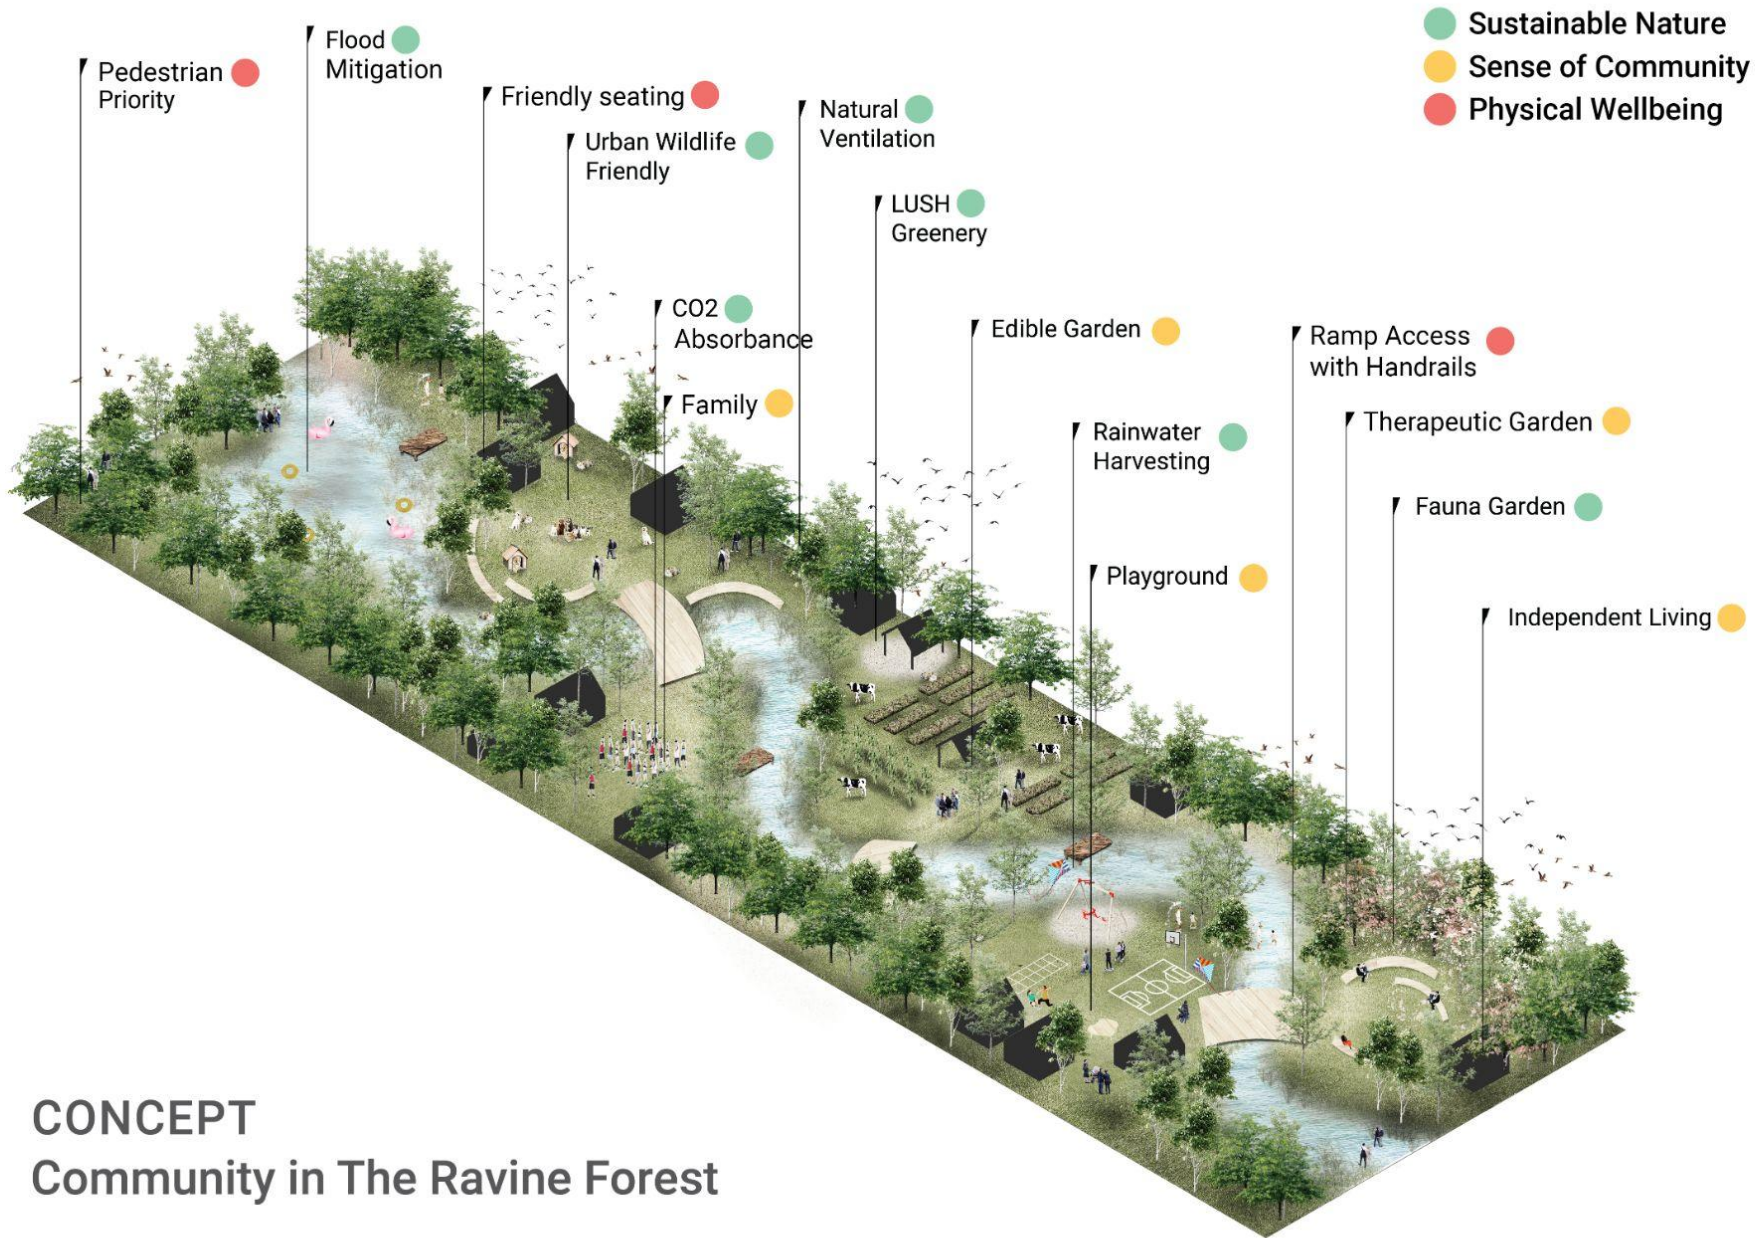 Sustainable Nature
Sense of Community
Physical Wellbeing
Pedestrian
Priority
Flood
Mitigation
Friendly seating
Urban Wildlife
Friendly
Natural
Ventilation
LUSH
Greenery
CO2
Absorbance
Family
Edible Garden
Rainwater
Harvesting
Playground
Ramp Access
with Handrails
Therapeutic Garden
Fauna Garden
Independent Living
CONCEPT
Community in The Ravine Forest